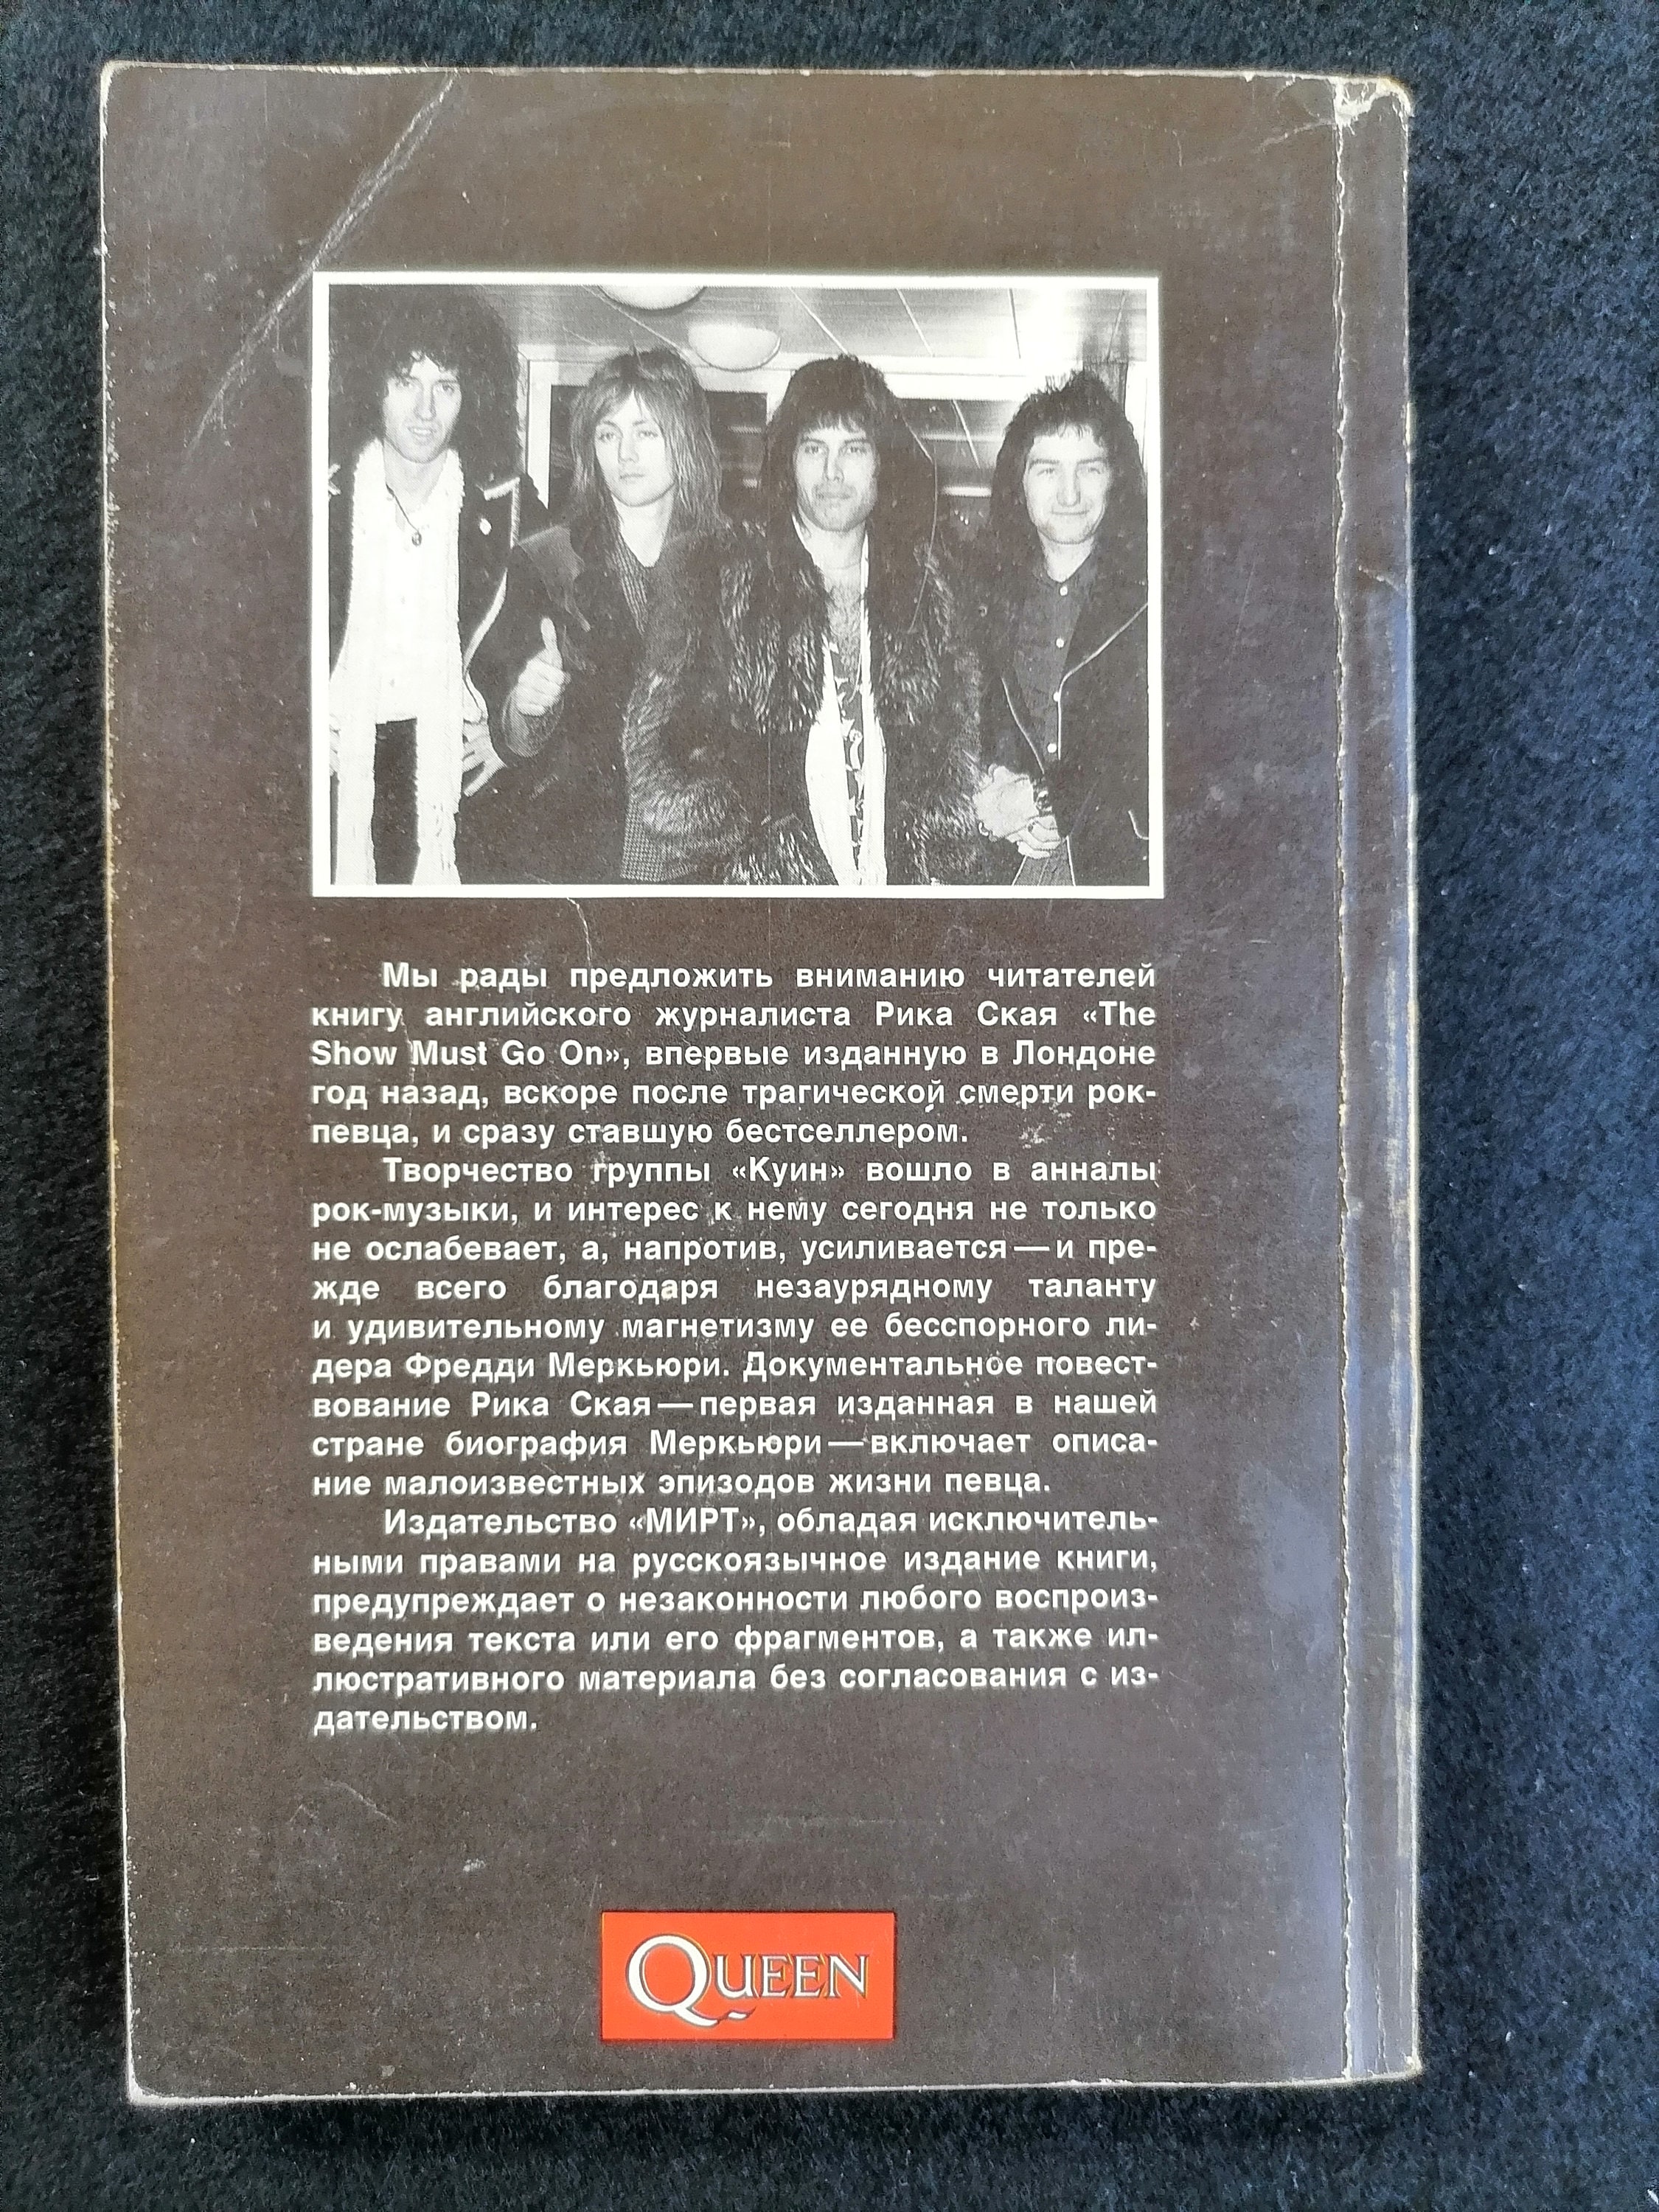 Мы рады предложить вниманию читателей
книгу английского журналиста Рика Ская «The
Show Must Go On», впервые изданную в Лондоне
год назад, вскоре после трагической смерти рок-
певца, и сразу ставшую бестселлером.
Творчество группы «Куин» вошло в анналы
рок-музыки, и интерес к нему сегодня не только
не ослабевает, а, напротив, усиливается — и пре-
жде всего благодаря незаурядному таланту
и удивительному магнетизму ее бесспорного ли-
дера Фредди Меркьюри. Документальное повест-
вование Рика Ская — первая изданная в нашей
стране биография Меркьюри — включает описа-
ние малоизвестных эпизодов жизни певца.
Издательство «МИРТ», обладая исключитель-
ными правами на русскоязычное издание книги,
предупреждает о незаконности любого воспроиз-
ведения текста или его фрагментов, а также ил-
люстративного материала без согласования с из-
дательством.
QUEEN